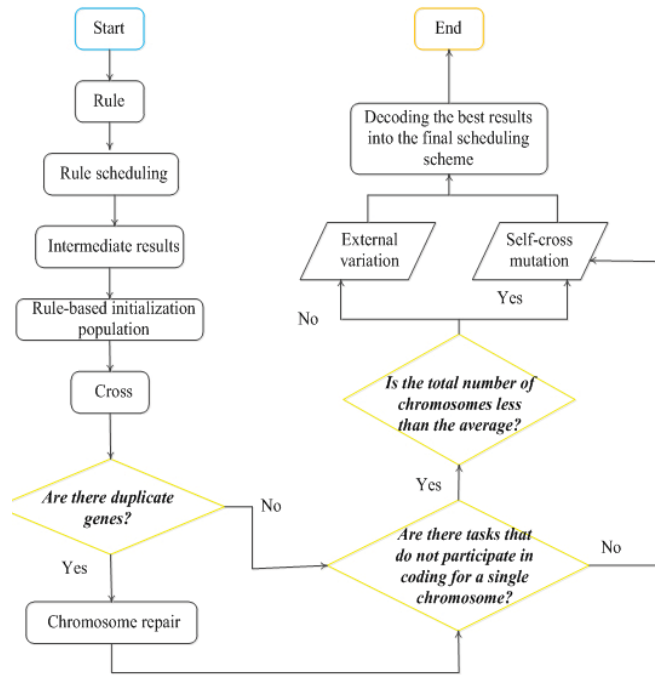 Start
Rule
Rule scheduling
Intermediate results
Rule-based initialization
population
Cross
Are there duplicate
genes?
No
Yes
Chromosome repair
End
Decoding the best results
into the final scheduling
scheme
External
variation
Self-cross
mutation
No
Yes
Is the total number of
chromosomes less
than the average?
Yes
Are there tasks that
do not participate in
coding for a single
chromosome?
No